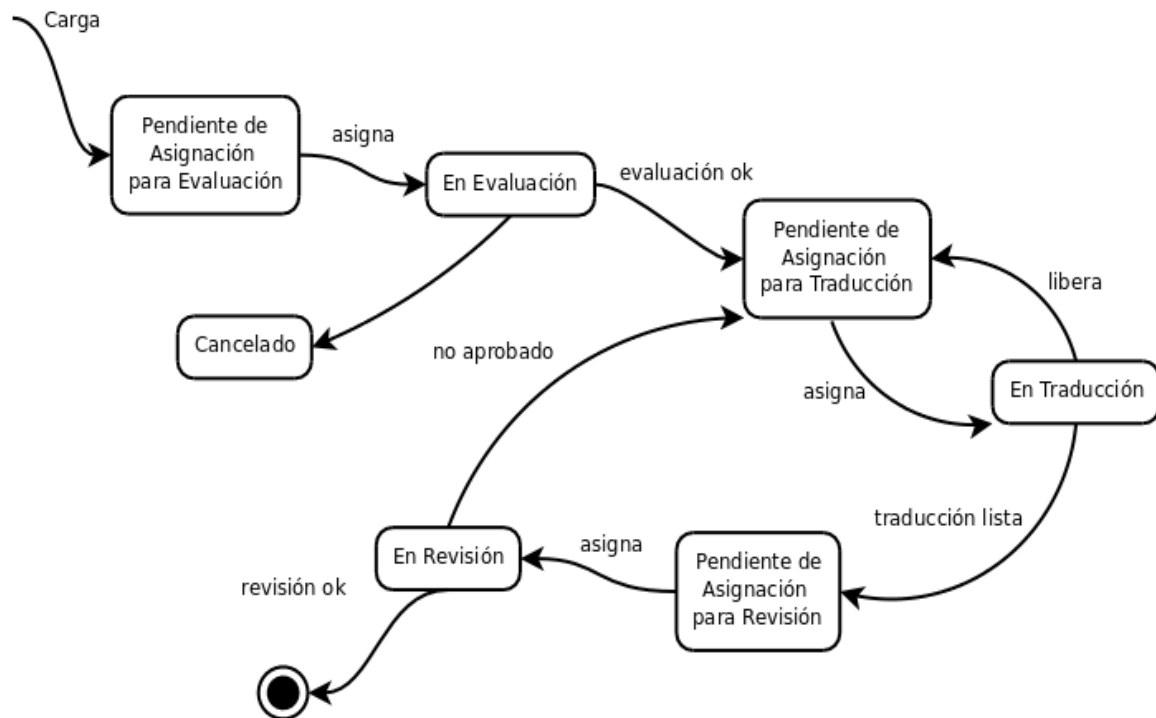 Carga
Pendiente de
Asignación
para Evaluación
asigna
En Evaluación
evaluación ok
Pendiente de
Asignación
para Traducción
libera
Cancelado
no aprobado
asigna
En Traducción
traducción lista
En Revisión
asigna
Pendiente de
Asignación
para Revisión
revisión ok